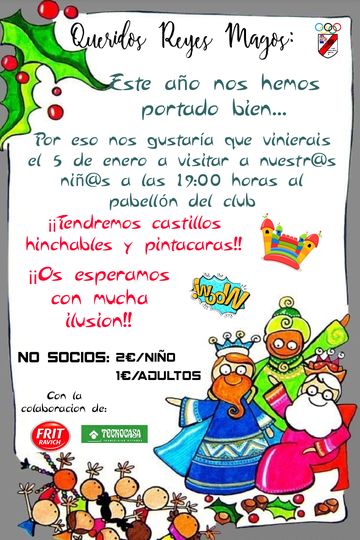 Queridos Reyes Magos:
Este año nos hemos
portado bien...
Por eso nos gustaría que vinierais
el 5 de enero a visitar a nuestr@s
niñ@s a las 19:00 horas al
pabellón del club
¡¡Tendremos castillos
hinchables y pintacaras!!
¡¡Os esperamos
con mucha
ilusion!!
WoW!
NO SOCIOS: 2€/NIÑO
1€/ADULTOS
Con la
colaboracion de:
FRIT
RAVICH
TECNOCASA